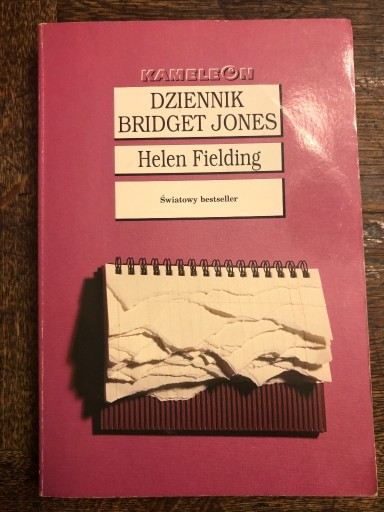 KAMELEON
DZIENNIK
BRIDGET JONES
Helen Fielding
Światowy bestseller